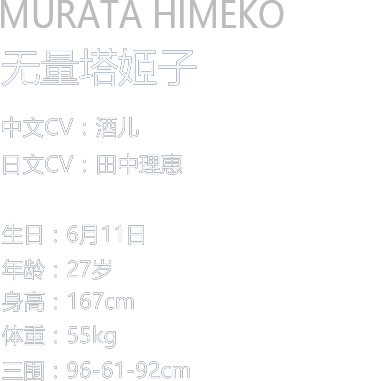 MURATA HIMEKO
无量塔姬子
中文CV：酒儿
日文CV：田中理惠
生日：6月11日
年龄：27岁
身高：167cm
体重：55kg
三围：96-61-92cm